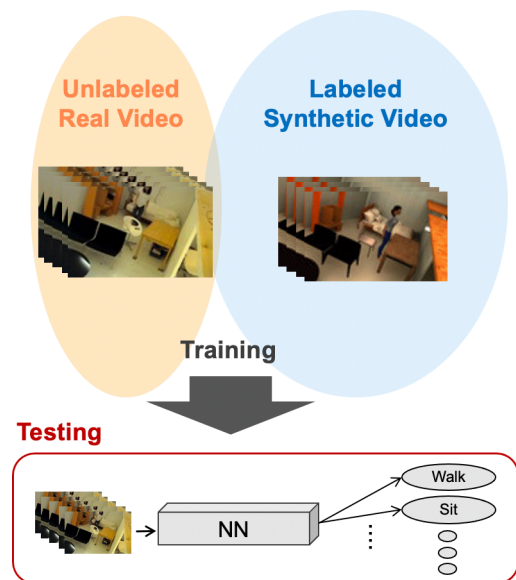 Unlabeled
Real Video
Labeled
Synthetic Video
Training
Testing
NN
Walk
Sit